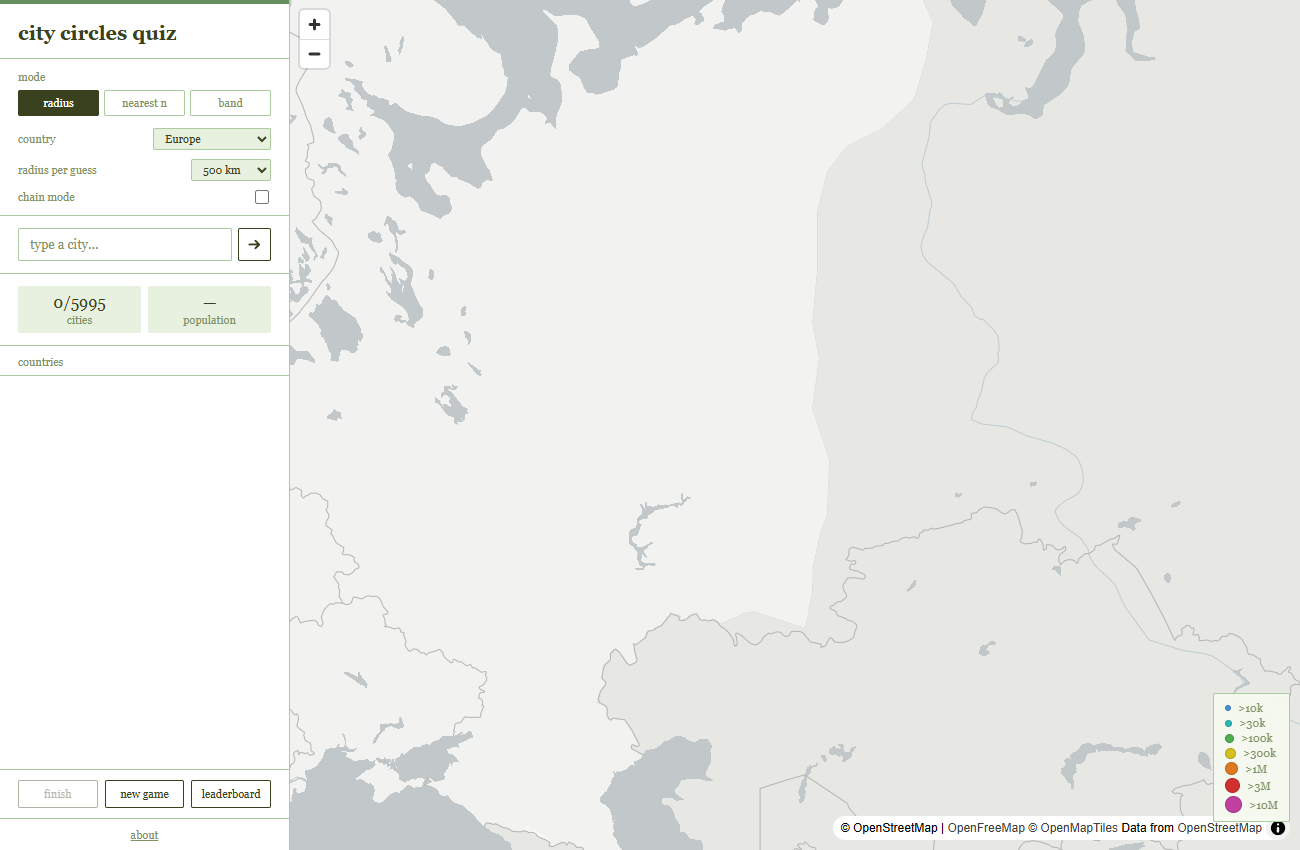 city circles quiz
mode
radius
nearest n
band
country
Europe
radius per guess
500 km
chain mode
type a city...
0/5995
cities
—
population
countries
finish
new game
leaderboard
about
>10k
>30k
>100k
>300k
>1M
>3M
>10M
© OpenStreetMap | OpenFreeMap © OpenMapTiles Data from OpenStreetMap